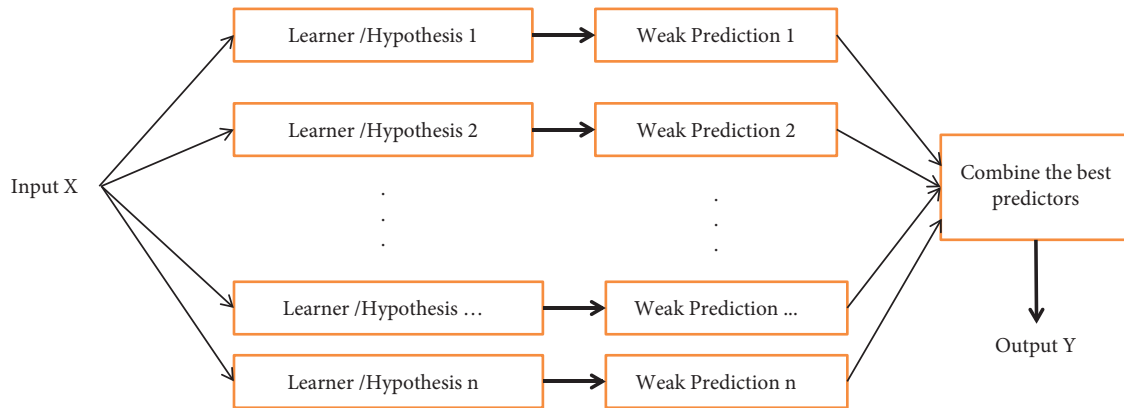 Learner /Hypothesis 1
Weak Prediction 1
Learner /Hypothesis 2
Weak Prediction 2
Input X
Combine the best
predictors
Learner /Hypothesis …
Weak Prediction ...
Learner /Hypothesis n
Weak Prediction n
Output Y